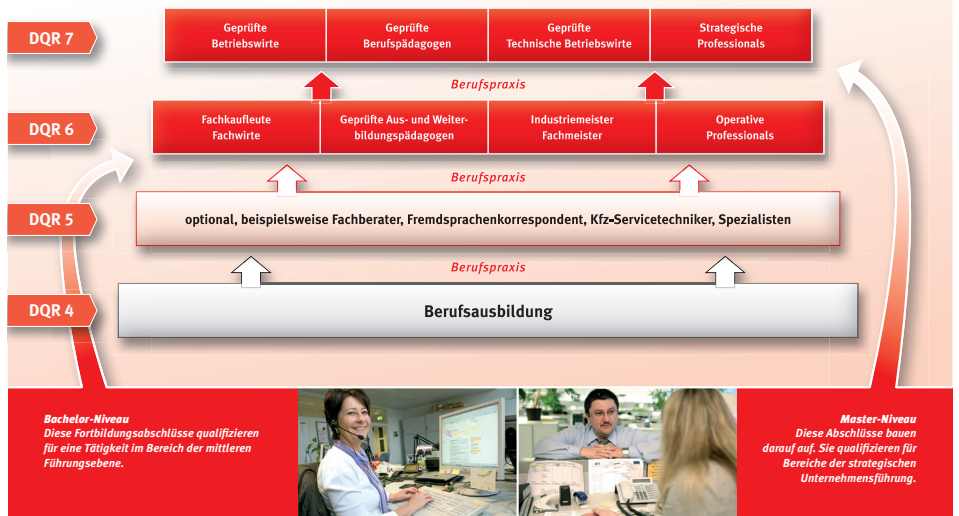 DQR 7
Geprüfte
Betriebswirte
Geprüfte
Berufspädagogen
Geprüfte
Technische Betriebswirte
Strategische
Professionals
Berufspraxis
DQR 6
Fachkaufleute
Fachwirte
Geprüfte Aus- und Weiter-
bildungspädagogen
Industriemeister
Fachmeister
Operative
Professionals
Berufspraxis
DQR 5
optional, beispielsweise Fachberater, Fremdsprachenkorrespondent, Kfz-Servicetechniker, Spezialisten
Berufspraxis
DQR 4
Berufsausbildung
Bachelor-Niveau
Diese Fortbildungsabschlüsse qualifizieren
für eine Tätigkeit im Bereich der mittleren
Führungsebene.
Master-Niveau
Diese Abschlüsse bauen
darauf auf. Sie qualifizieren für
Bereiche der strategischen
Unternehmensführung.